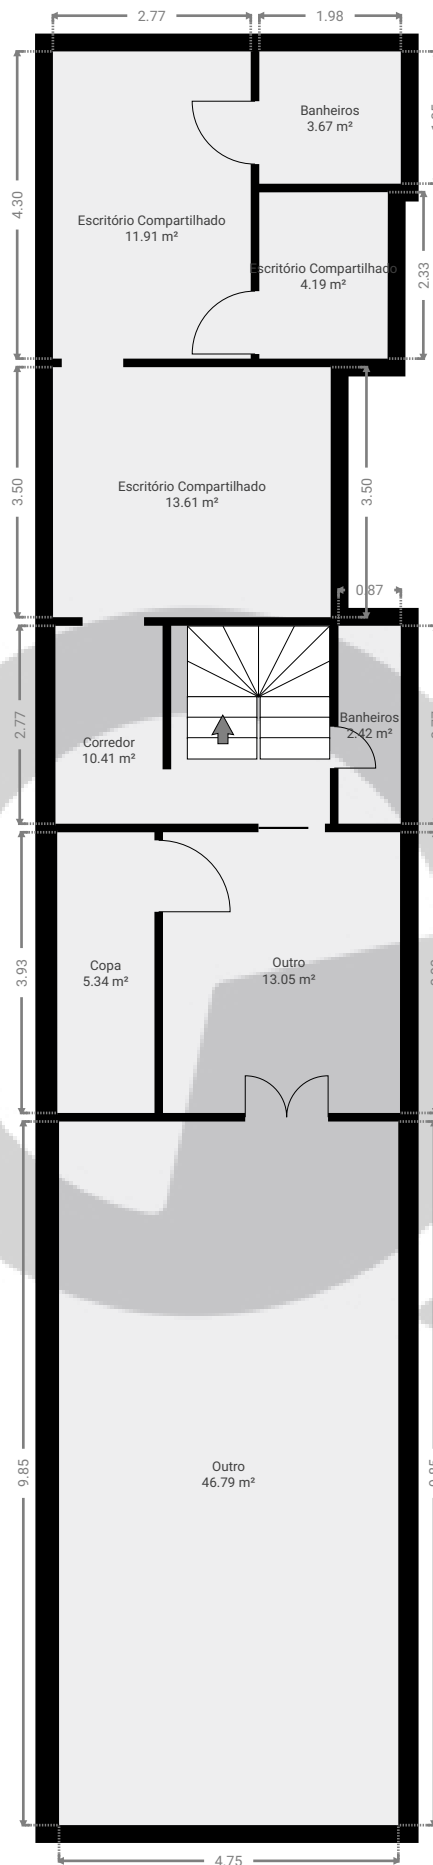 2.77
1.98
Banheiros
3.67 m²
4.30
Escritório Compartilhado
11.91 m²
Escritório Compartilhado
4.19 m²
2.33
Escritório Compartilhado
13.61 m²
3.50
3.50
0.87
2.77
Corredor
10.41 m²
Banheiros
2.42 m²
3.93
Copa
5.34 m²
Outro
13.05 m²
Outro
46.79 m²
9.85
4.75